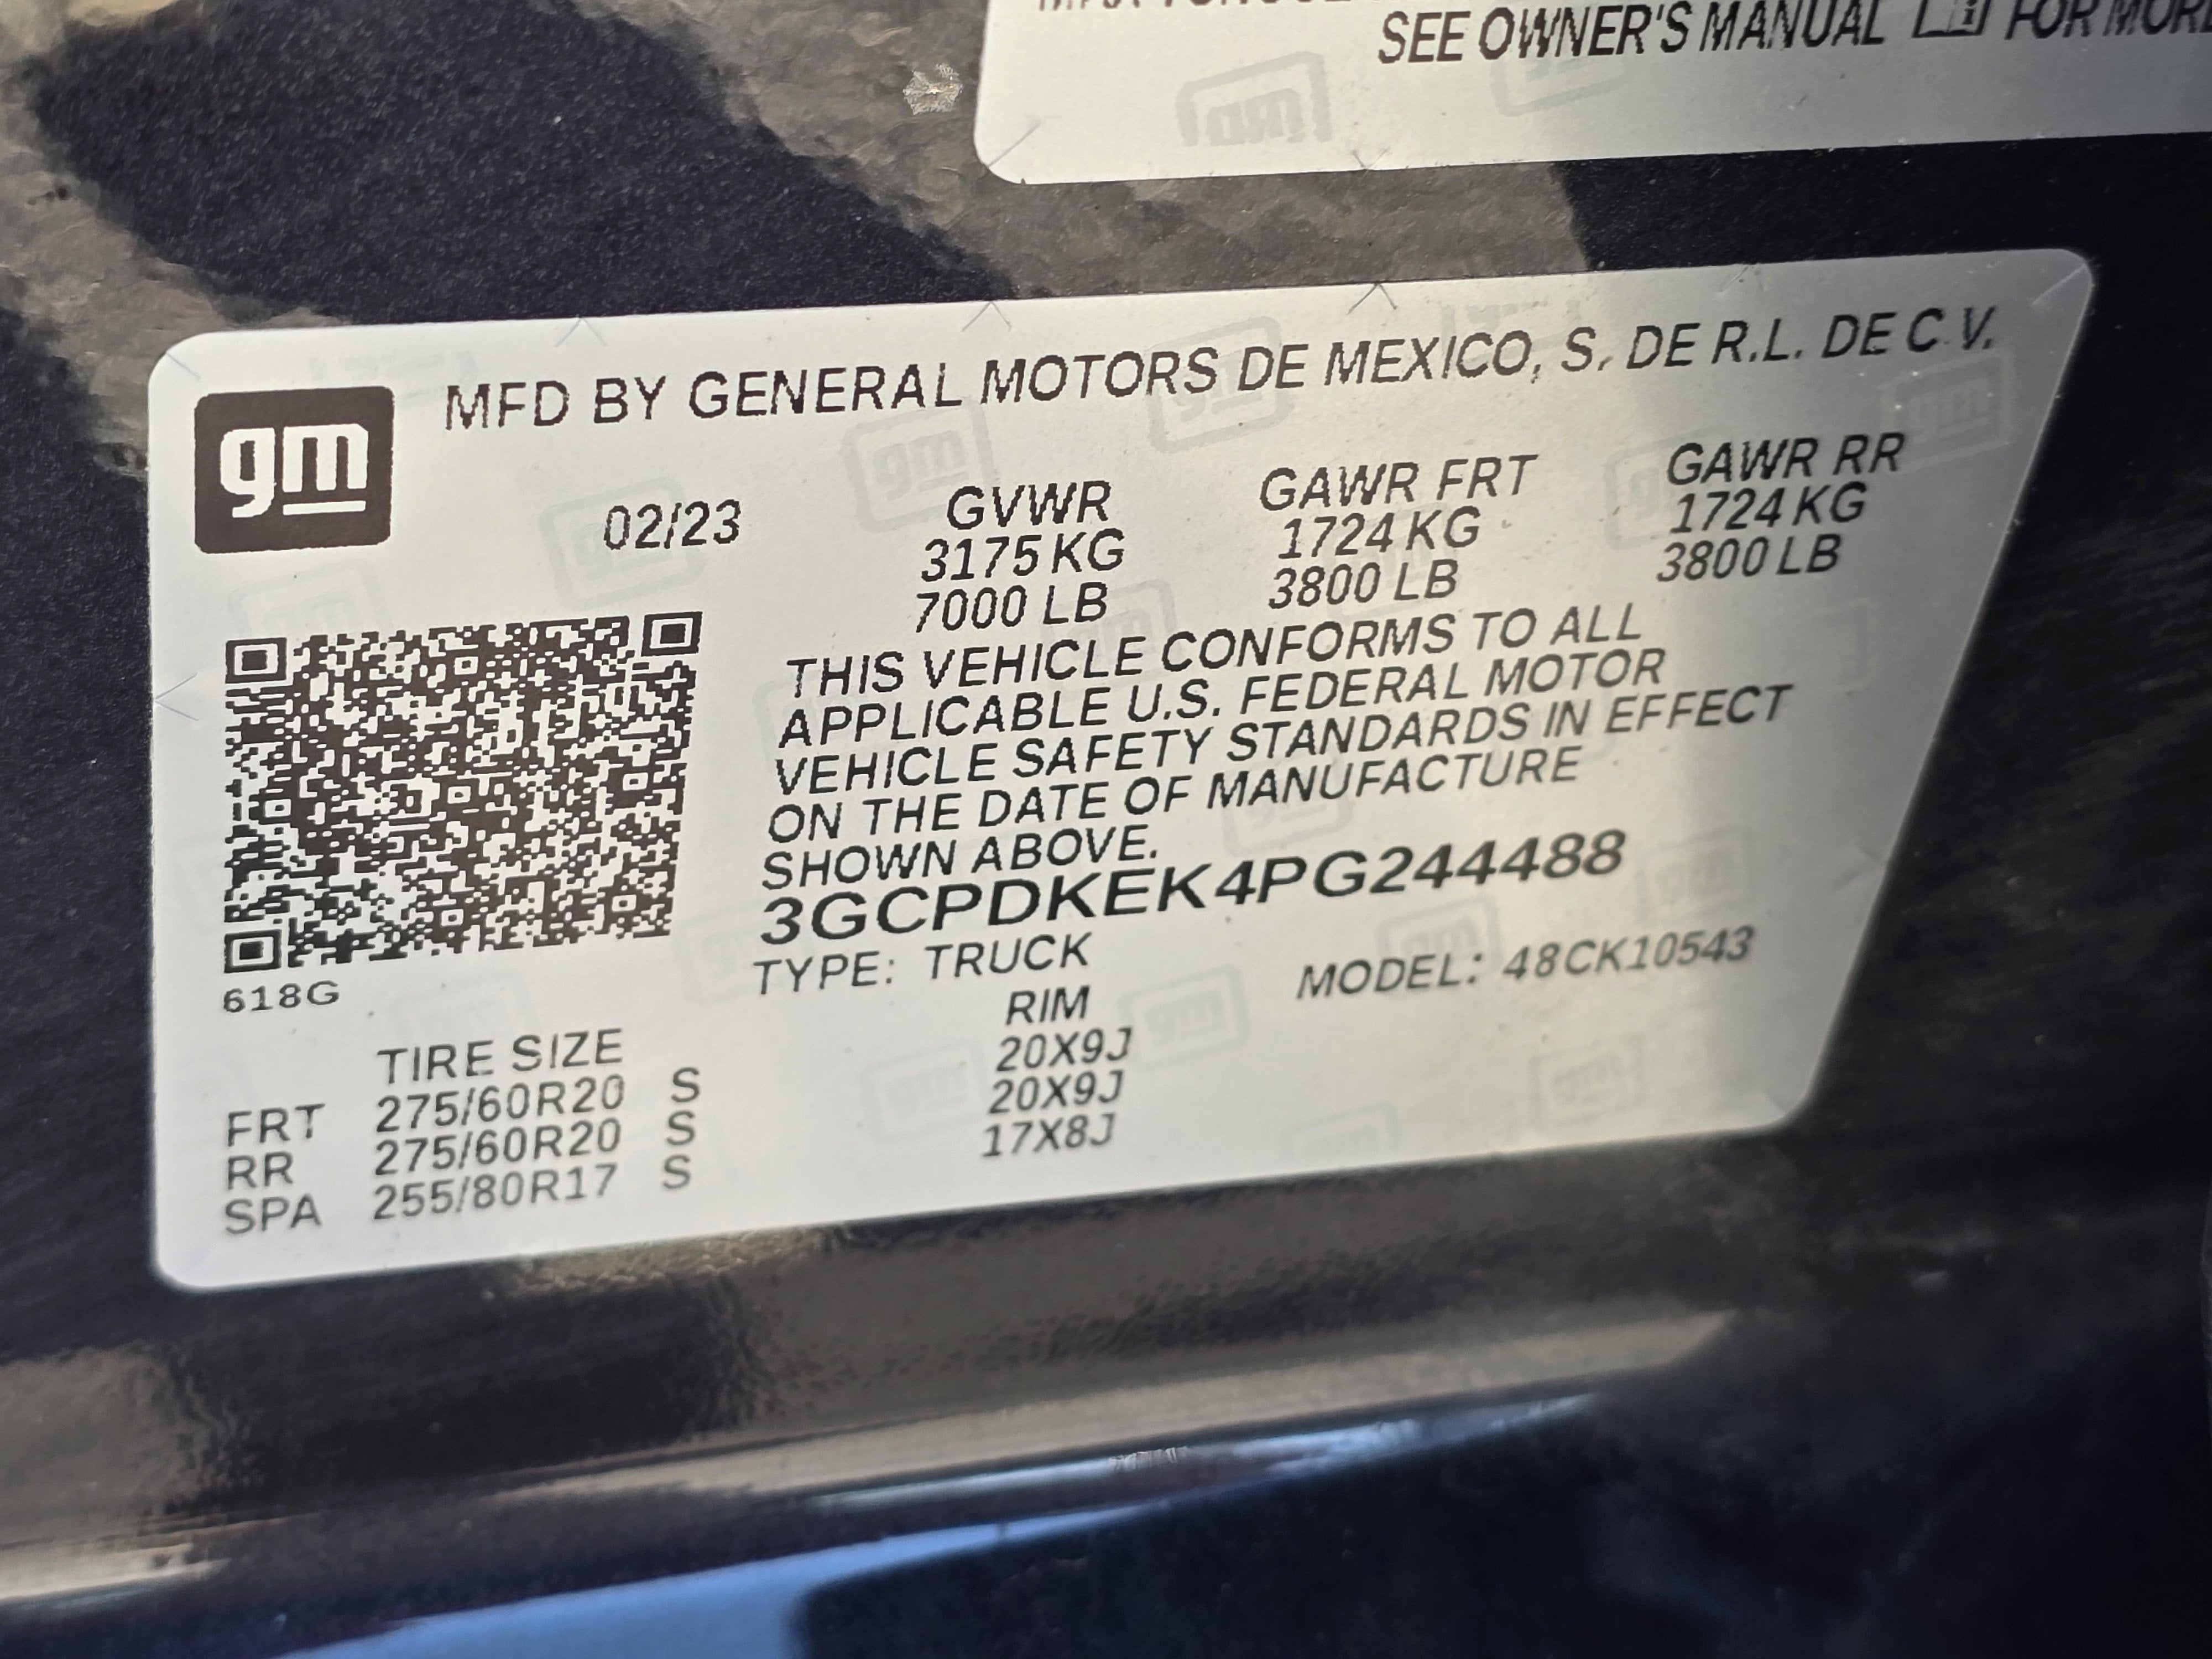 SEE OWNER'S MANUAL FOR MORE
gm
MFD BY GENERAL MOTORS DE MEXICO, S. DE R.L. DE C.V.
02/23
GVWR
3175 KG
7000 LB
GAWR FRT
1724 KG
3800 LB
GAWR RR
1724 KG
3800 LB
THIS VEHICLE CONFORMS TO ALL
APPLICABLE U.S. FEDERAL MOTOR
VEHICLE SAFETY STANDARDS IN EFFECT
ON THE DATE OF MANUFACTURE
SHOWN ABOVE.
3GCPDKEK4PG244488
TYPE: TRUCK MODEL: 48CK10543
618G
TIRE SIZE RIM
FRT 275/60R20 S 20X9J
RR 275/60R20 S 20X9J
SPA 255/80R17 S 17X8J